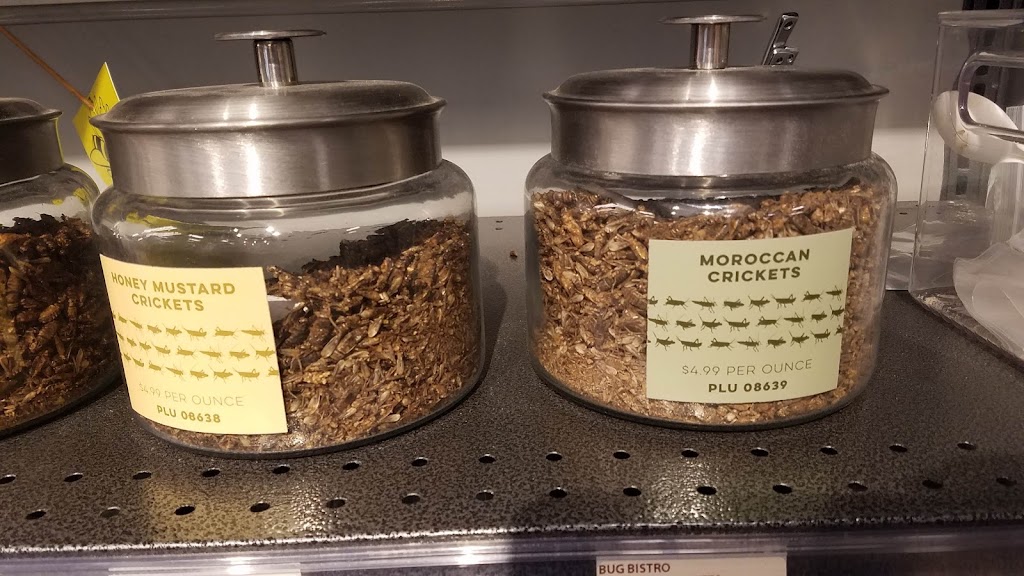 HONEY MUSTARD
CRICKETS
$4.99 PER OUNCE
PLU 08638
MOROCCAN
CRICKETS
$4.99 PER OUNCE
PLU 08639
BUG BISTRO